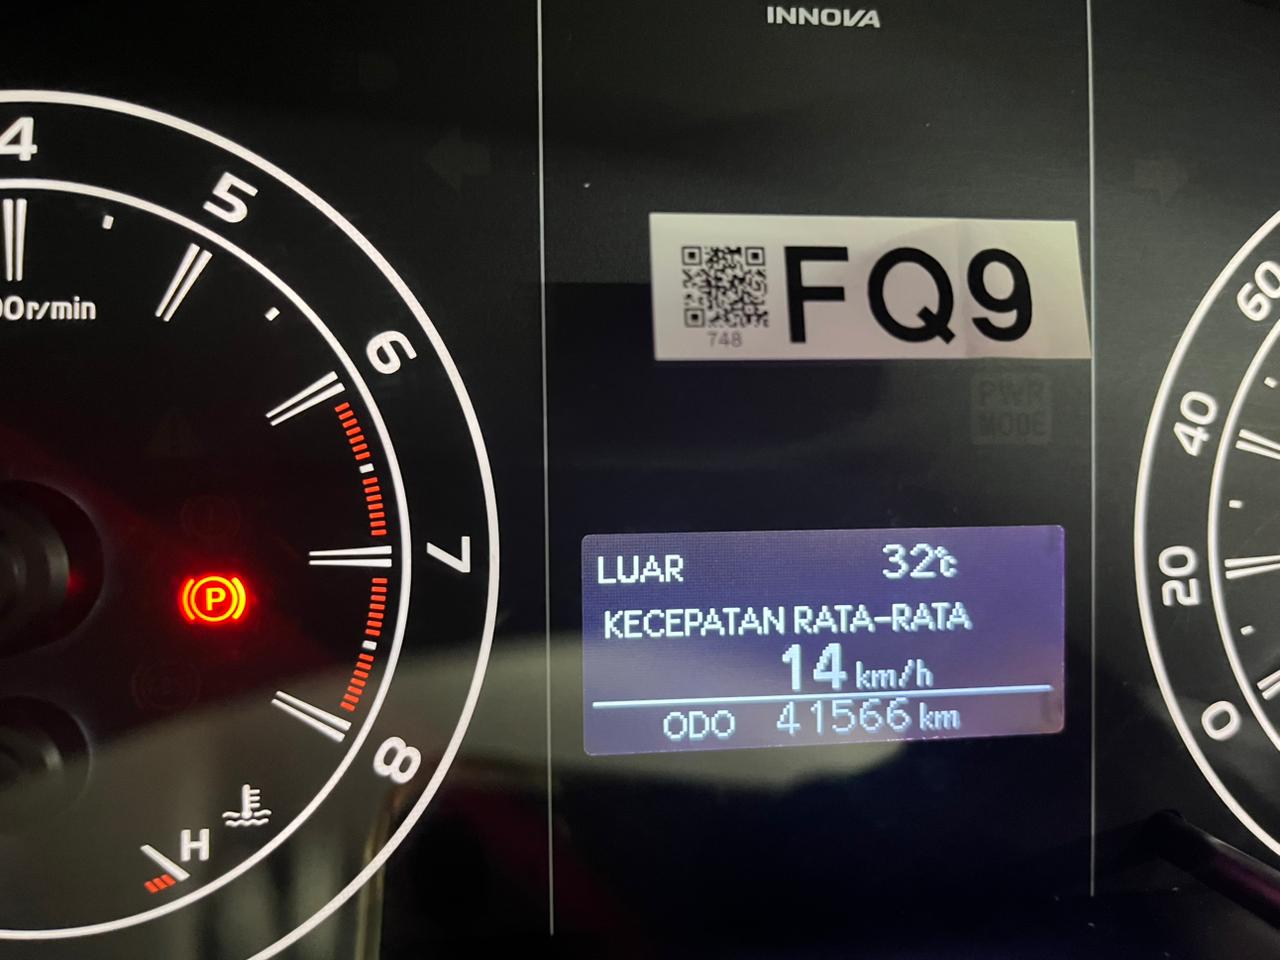 INNOVA
4
5
6
7
8
00r/min
P
H
748
FQ9
PWR
MODE
LUAR 32°C
KECEPATAN RATA-RATA
14 km/h
ODO 41566 km
60
40
20
0